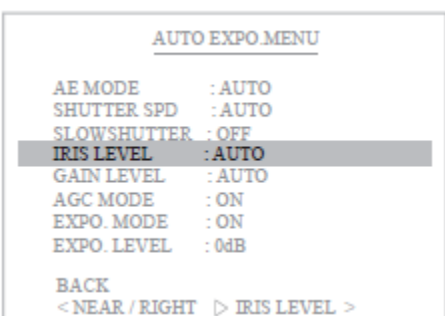 AUTO EXPO.MENU
AE MODE : AUTO
SHUTTER SPD : AUTO
SLOWSHUTTER : OFF
IRIS LEVEL : AUTO
GAIN LEVEL : AUTO
AGC MODE : ON
EXPO. MODE : ON
EXPO. LEVEL : 0dB
BACK
< NEAR / RIGHT ▷ IRIS LEVEL >